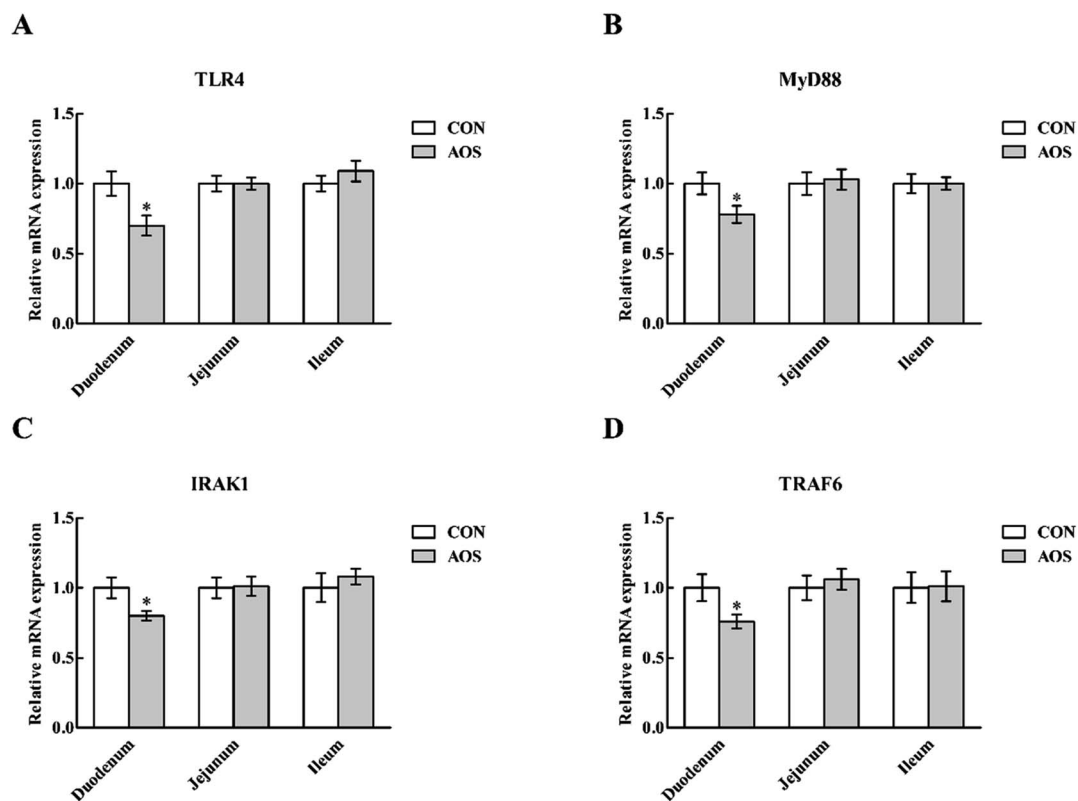 A
TLR4
Relative mRNA expression
1.5
1.0
0.5
0.0
*
CON
AOS
Duodenum
Jejunum
Ileum
B
MyD88
Relative mRNA expression
1.5
1.0
0.5
0.0
*
CON
AOS
Duodenum
Jejunum
Ileum
C
IRAK1
Relative mRNA expression
1.5
1.0
0.5
0.0
*
CON
AOS
Duodenum
Jejunum
Ileum
D
TRAF6
Relative mRNA expression
1.5
1.0
0.5
0.0
*
CON
AOS
Duodenum
Jejunum
Ileum